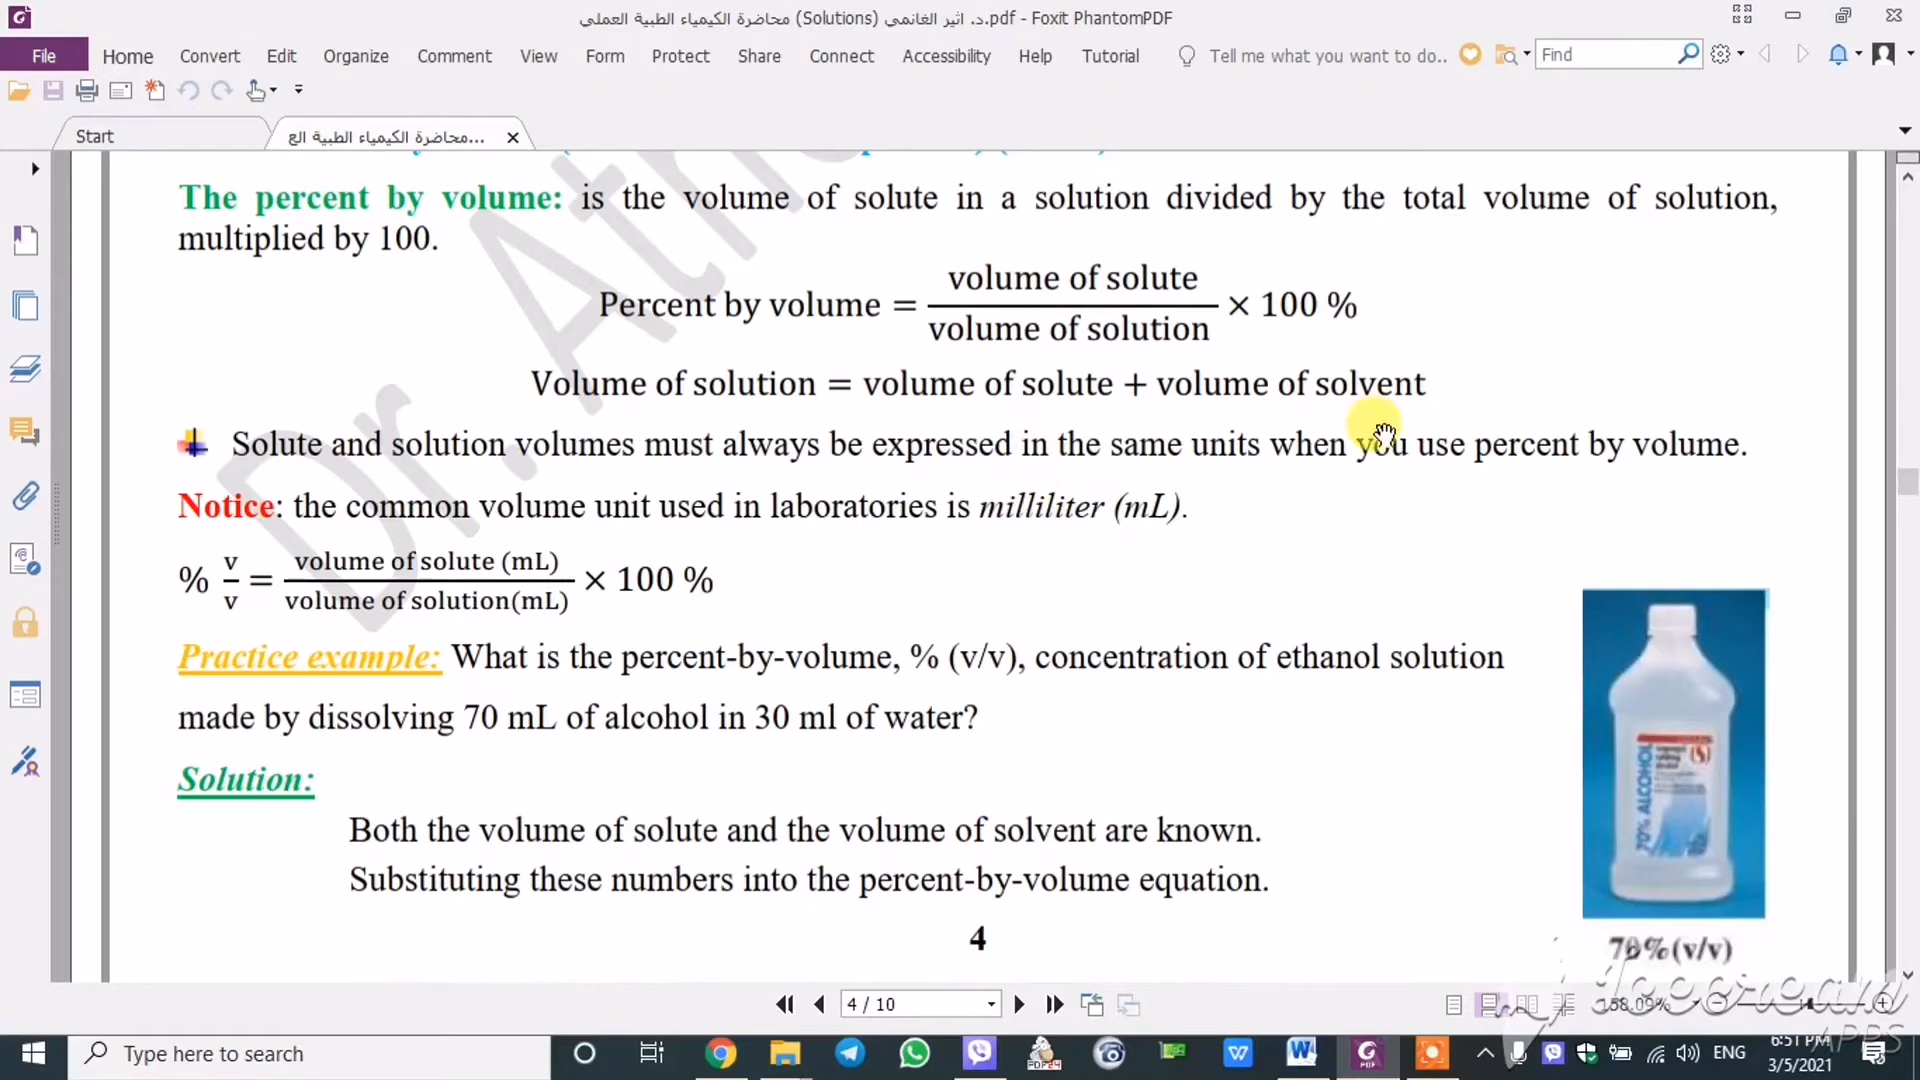 محاضرة الكيمياء الطبية العملي (Solutions) د. اثير الغانمي.pdf - Foxit PhantomPDF
File Home Convert Edit Organize Comment View Form Protect Share Connect Accessibility Help Tutorial Tell me what you want to do.. Find
Start محاضرة الكيمياء الطبية الع...
The percent by volume: is the volume of solute in a solution divided by the total volume of solution,
multiplied by 100.
Percent by volume = volume of solute / volume of solution × 100 %
Volume of solution = volume of solute + volume of solvent
Solute and solution volumes must always be expressed in the same units when you use percent by volume.
Notice: the common volume unit used in laboratories is milliliter (mL).
% v/v = volume of solute (mL) / volume of solution(mL) × 100 %
Practice example: What is the percent-by-volume, % (v/v), concentration of ethanol solution
made by dissolving 70 mL of alcohol in 30 ml of water?
Solution:
Both the volume of solute and the volume of solvent are known.
Substituting these numbers into the percent-by-volume equation.
70% ALCOHOL
4
70%(v/v)
4 / 10
158.09%
Type here to search
ENG
6:51 PM
3/5/2021
APPS